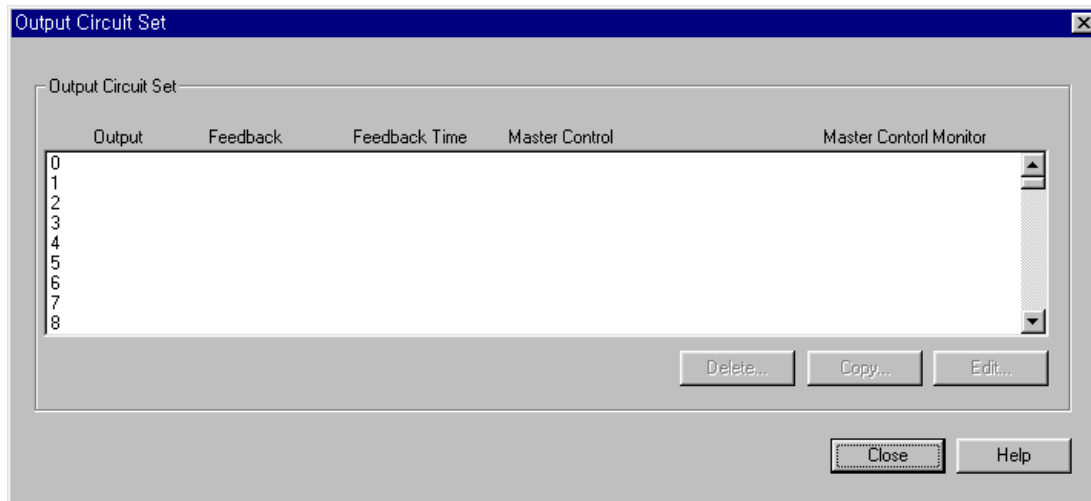 Output Circuit Set
Output Circuit Set
Output Feedback Feedback Time Master Control Master Contorl Monitor
0
1
2
3
4
5
6
7
8
Delete... Copy... Edit...
Close Help